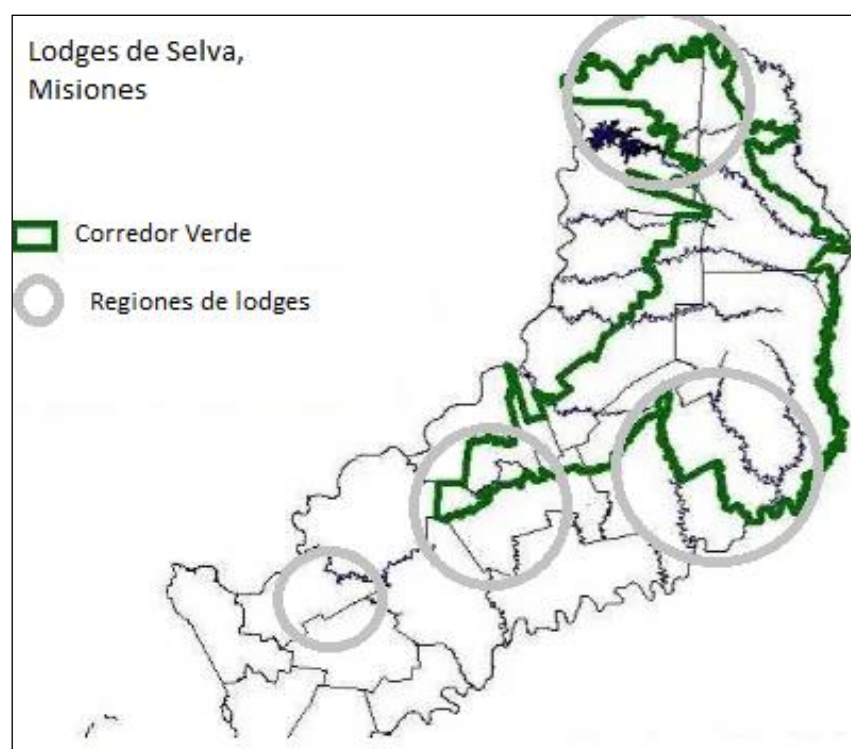 Lodges de Selva,
Misiones
Corredor Verde
Regiones de lodges